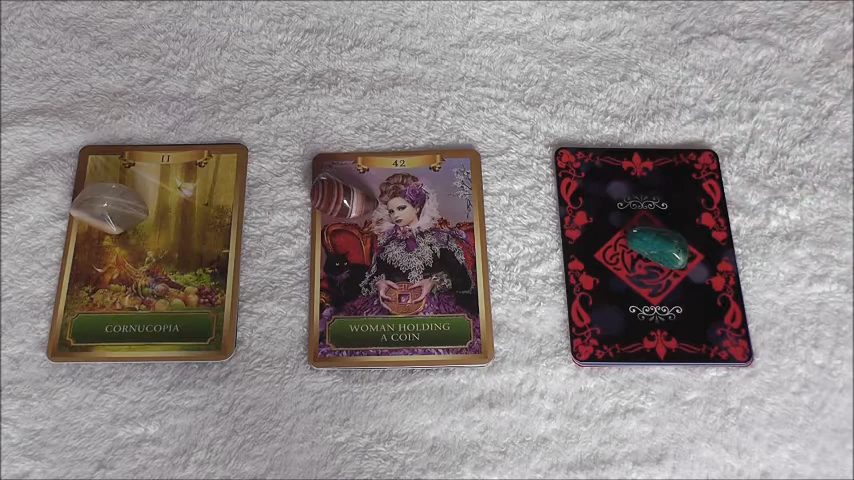 11
CORNUCOPIA
42
WOMAN HOLDING
A COIN